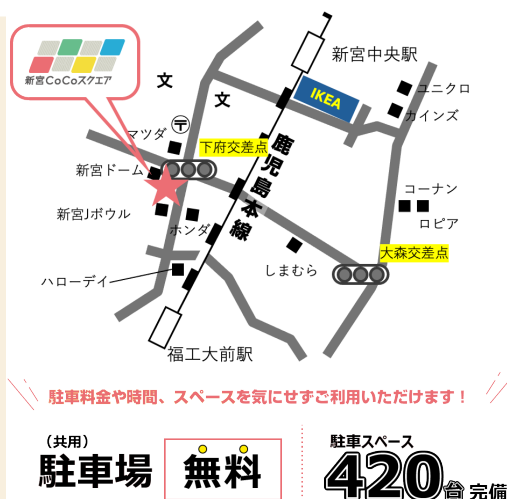 新宮中央駅
新宮CoCoスクエア
文
文
IKEA
ユニクロ
カインズ
〒
マツダ
下府交差点
鹿児島本線
新宮ドーム
コーナン
ロピア
新宮Jボウル
ホンダ
大森交差点
しまむら
ハローデイ
福工大前駅
駐車料金や時間、スペースを気にせずご利用いただけます！
（共用）
駐車場 無料
駐車スペース
420台 完備